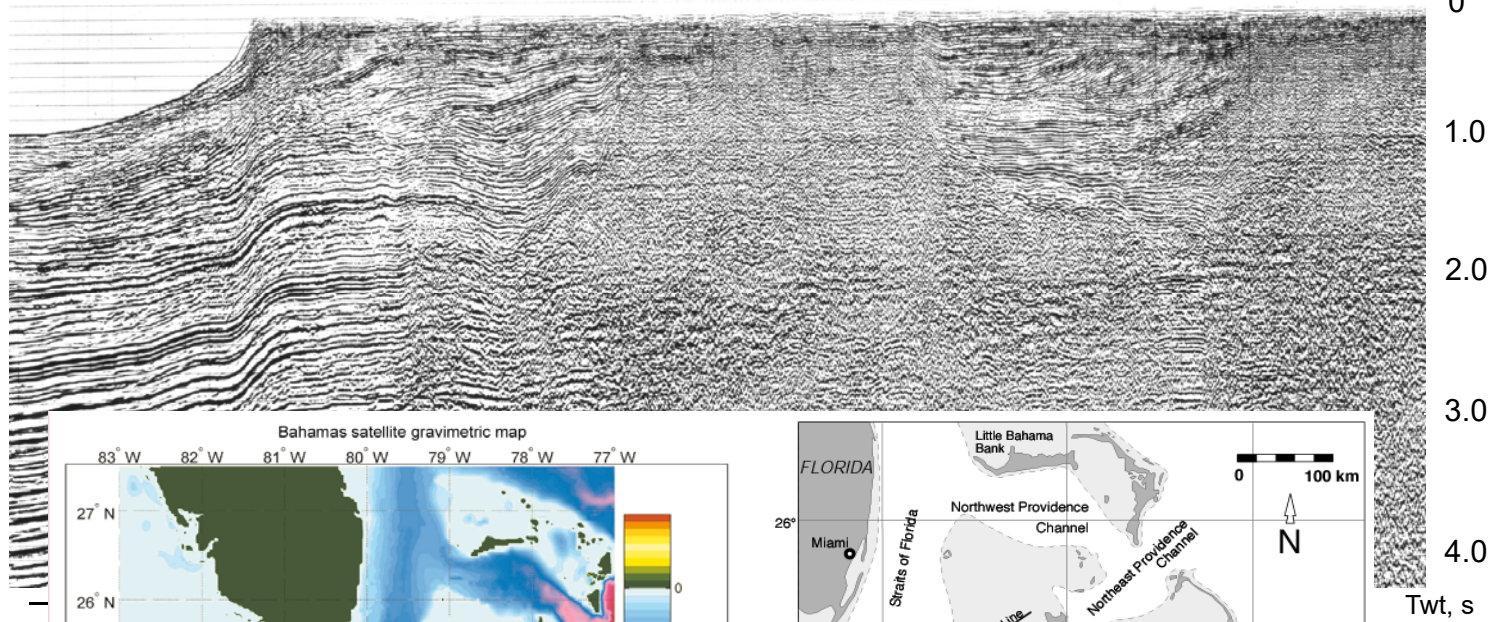 0
1.0
2.0
3.0
4.0
Twt, s
Bahamas satellite gravimetric map
83° W 82° W 81° W 80° W 79° W 78° W 77° W
27° N
26° N
0
FLORIDA
Little Bahama
Bank
0 100 km
26°
Northwest Providence
Channel
Miami
Straits of Florida
Northeast Providence
Channel
N
Line